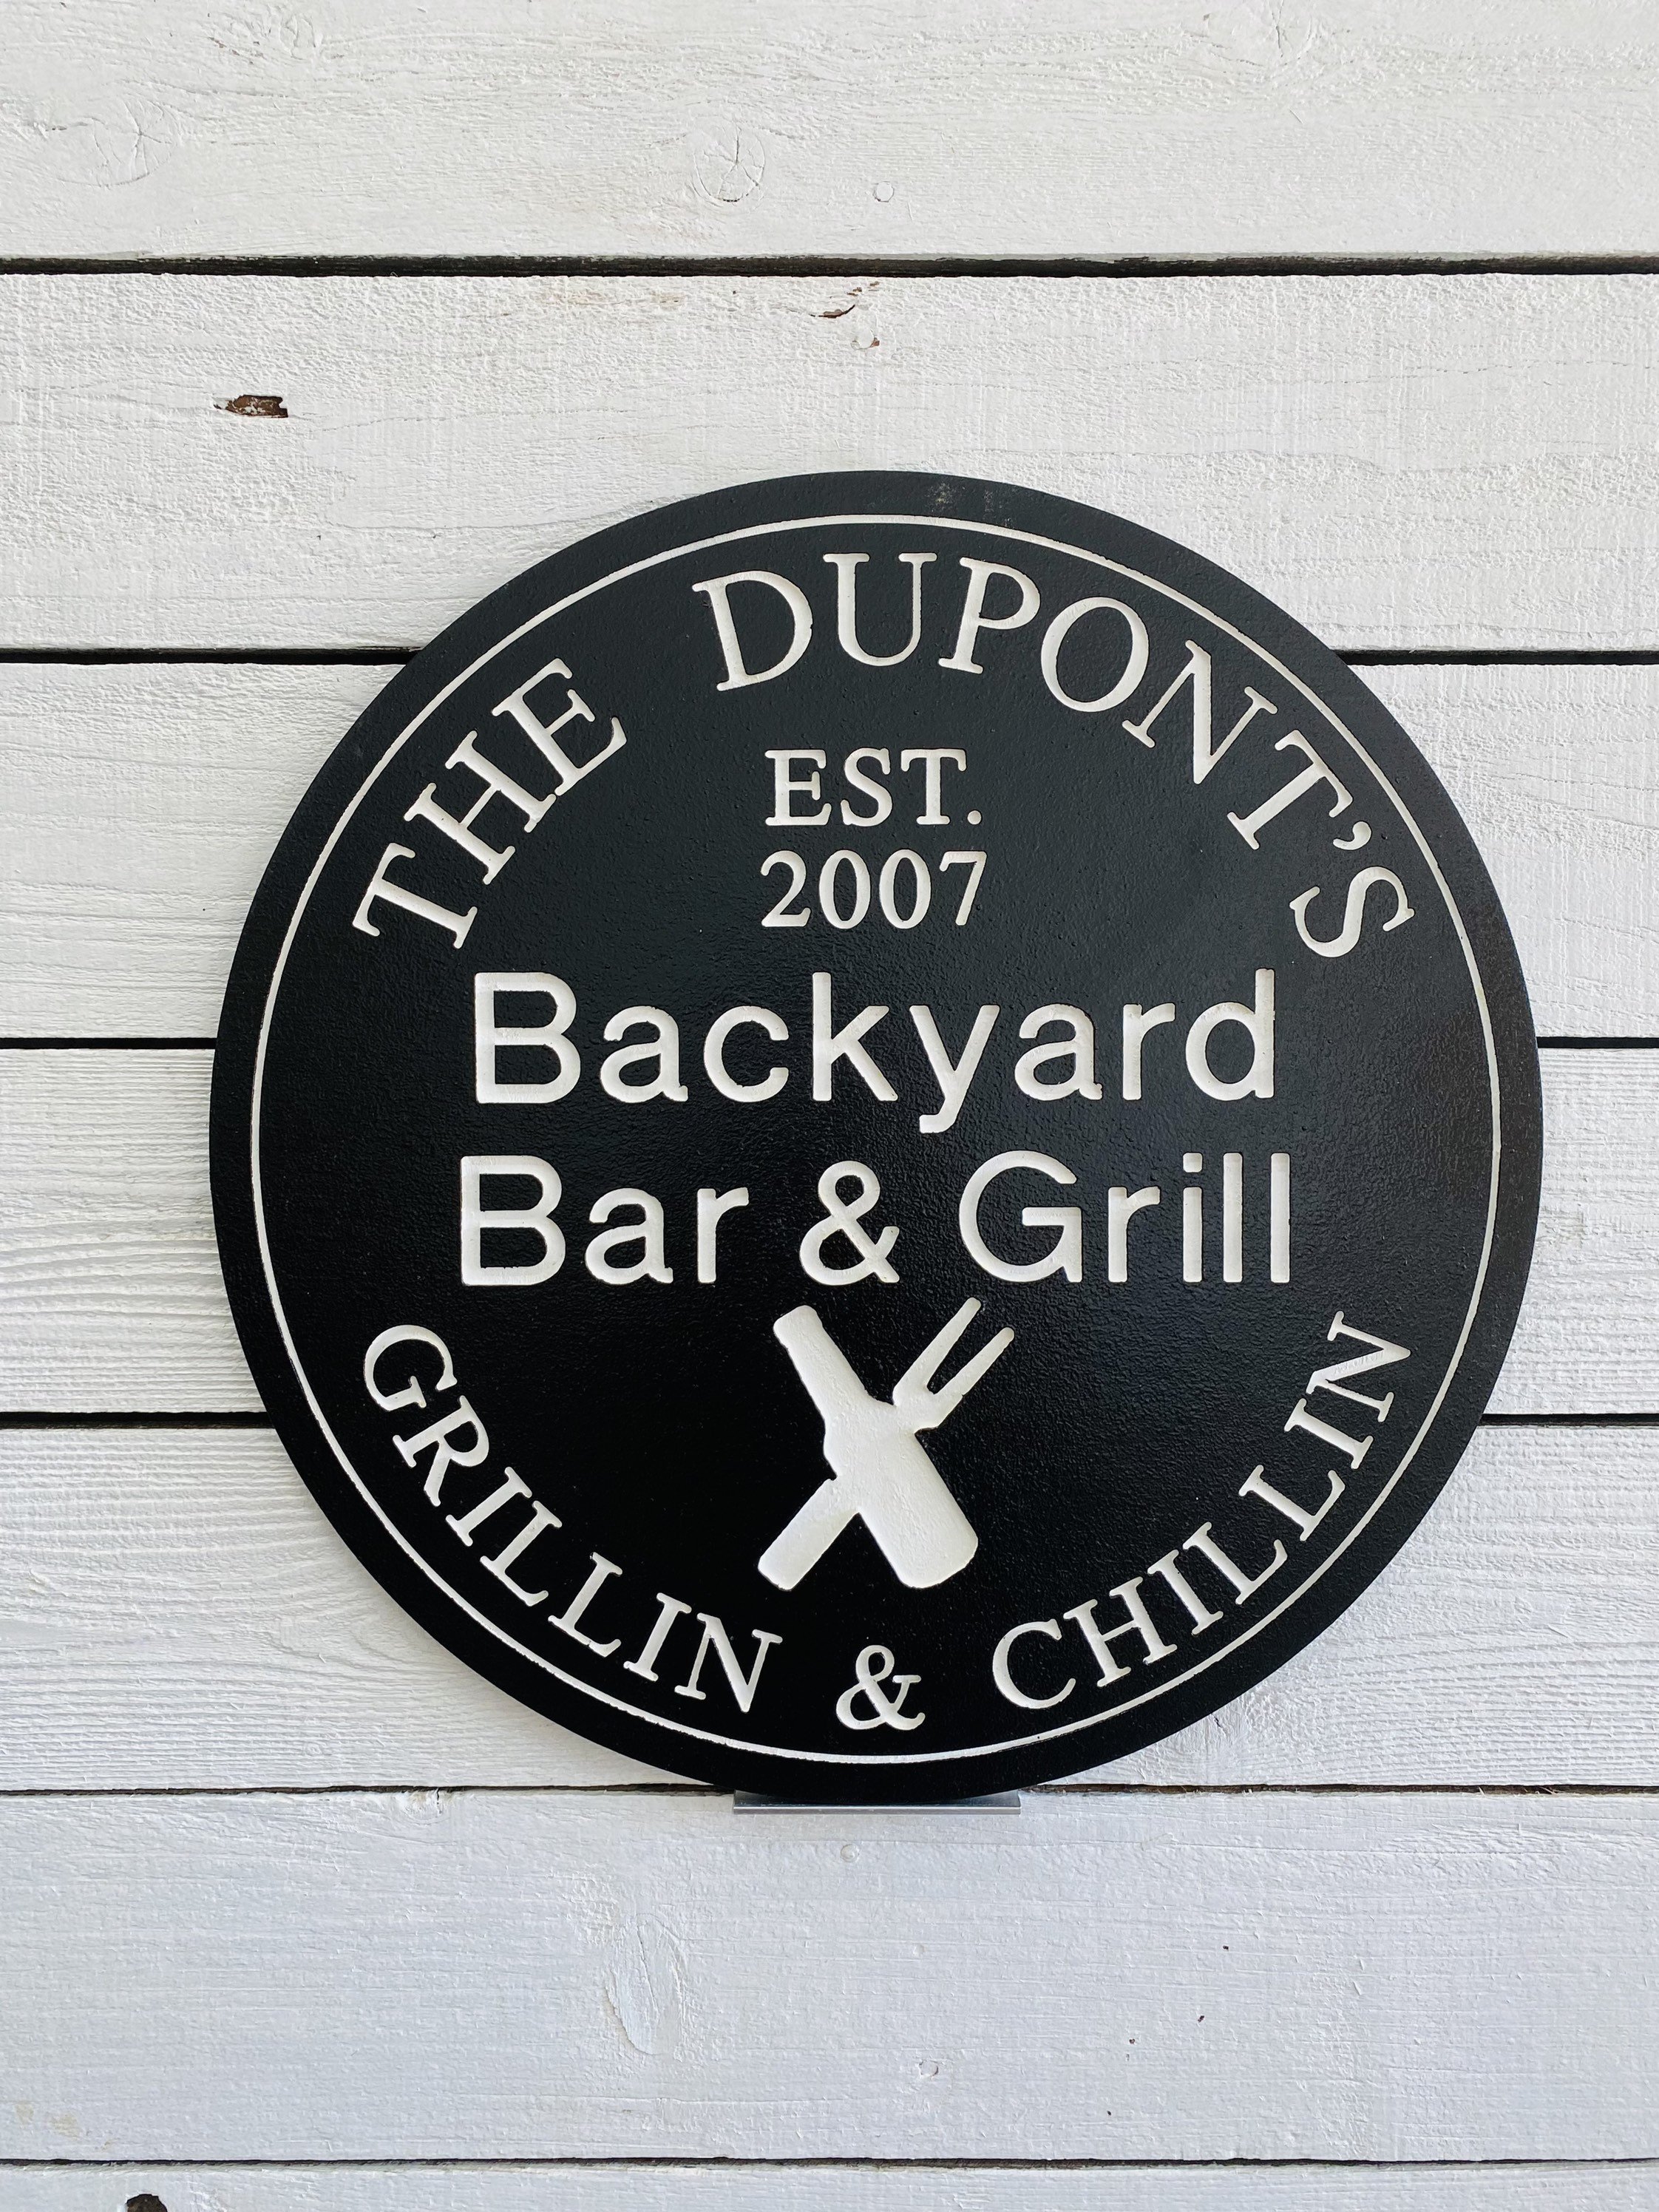 THE DUPONT'S
EST.
2007
Backyard
Bar & Grill
GRILLIN & CHILLIN